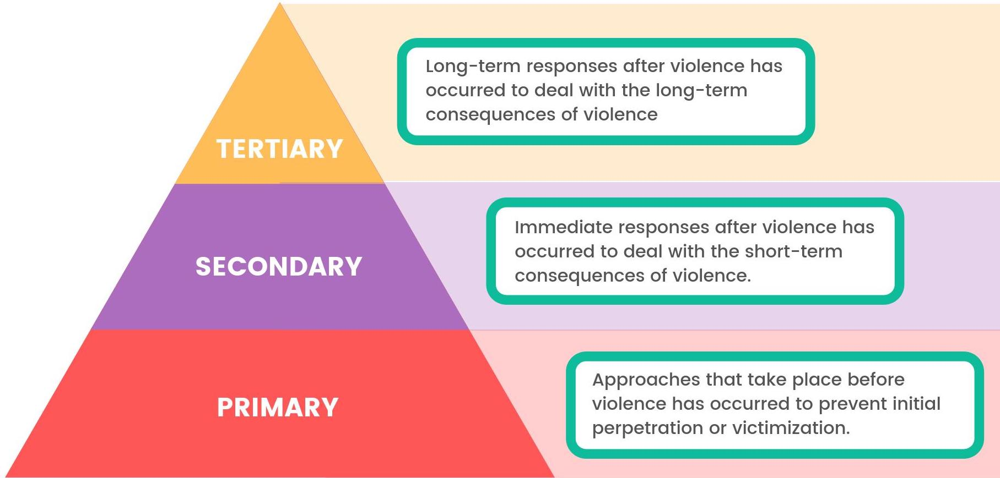 Long-term responses after violence has
occurred to deal with the long-term
consequences of violence
TERTIARY
Immediate responses after violence has
occurred to deal with the short-term
consequences of violence.
SECONDARY
Approaches that take place before
violence has occurred to prevent initial
perpetration or victimization.
PRIMARY